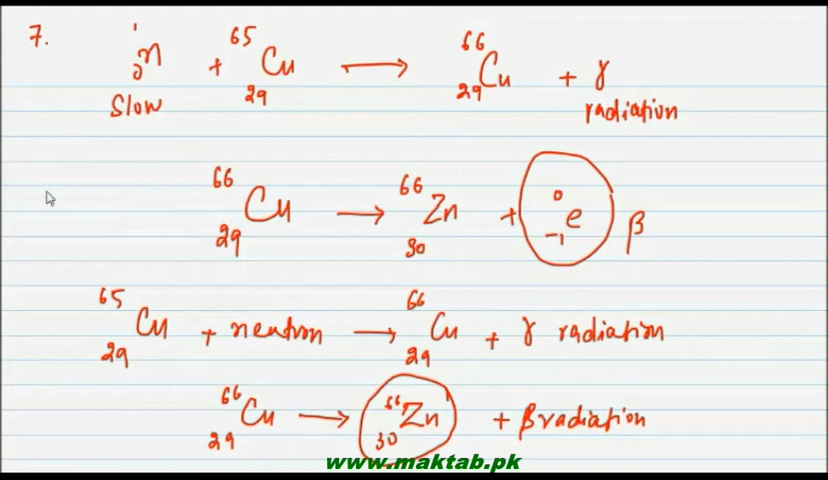 7. ¹₀n + ⁶⁵₂₉Cu ⟶ ⁶⁶₂₉Cu + γ
Slow radiation
⁶⁶₂₉Cu ⟶ ⁶⁶₃₀Zn + ⁰₋₁e β
⁶⁵₂₉Cu + neutron ⟶ ⁶⁶₂₉Cu + γ radiation
⁶⁶₂₉Cu ⟶ ⁶⁶₃₀Zn + β radiation
www.maktab.pk